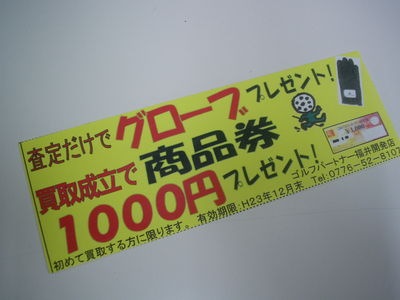 査定だけでグローブプレゼント！
買取成立で商品券
1000円プレゼント！
ゴルフパートナー福井開発店
初めて買取する方に限ります。 有効期限：H23年12月末 Tel:0776-52-8107